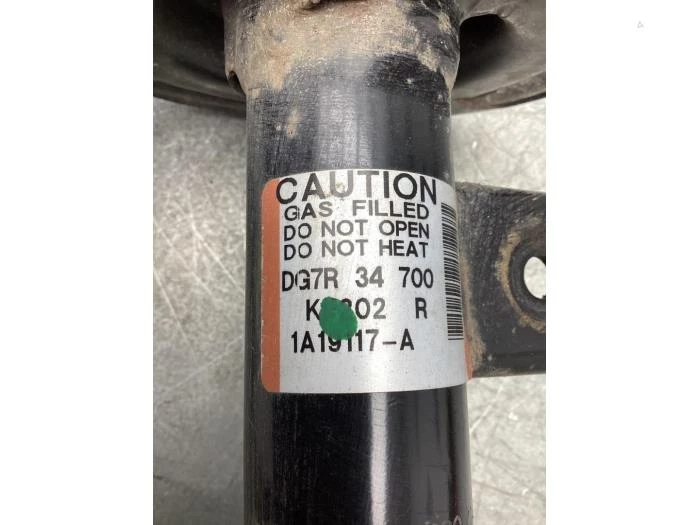 CAUTION
GAS FILLED
DO NOT OPEN
DO NOT HEAT
DG7R 34 700
R
1A19117-A